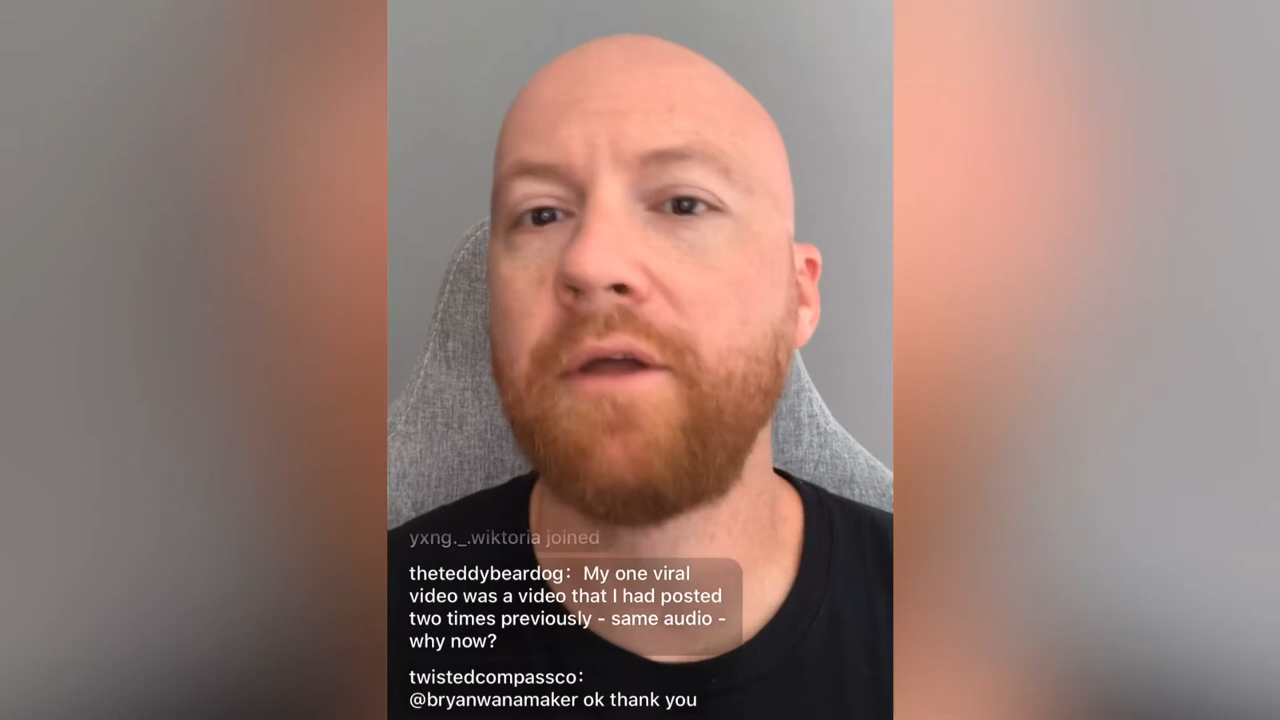 yxng._.wiktoria joined
theteddybeardog: My one viral
video was a video that I had posted
two times previously - same audio -
why now?
twistedcompassco:
@bryanwanamaker ok thank you